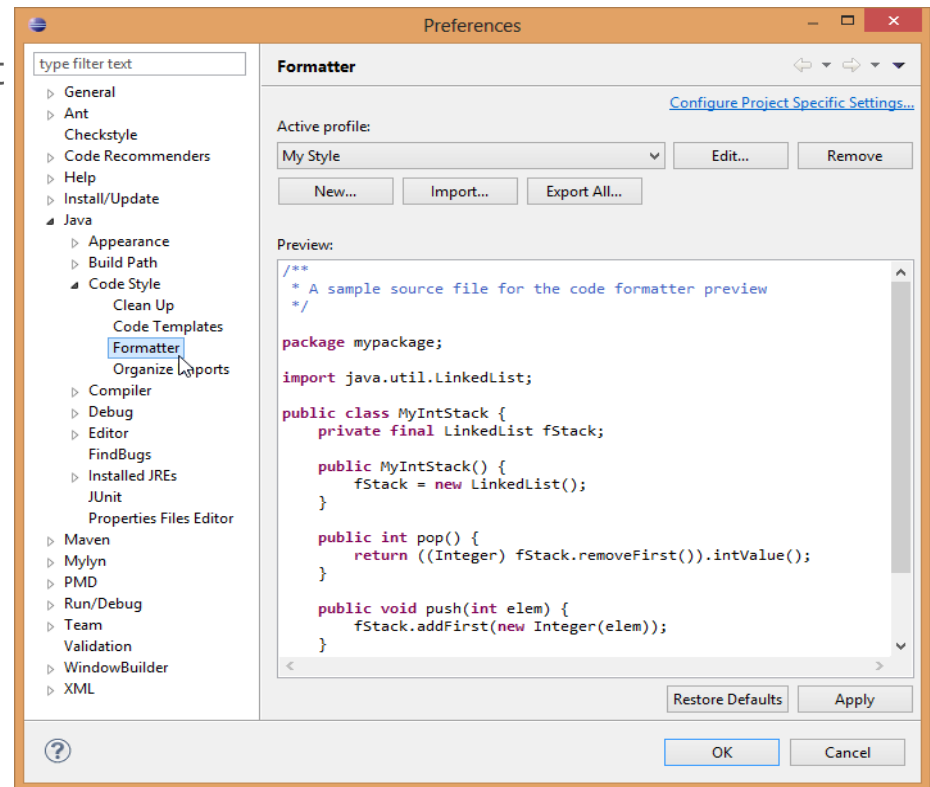 Preferences
type filter text
General
Ant
Checkstyle
Code Recommenders
Help
Install/Update
Java
Appearance
Build Path
Code Style
Clean Up
Code Templates
Formatter
Organize Imports
Compiler
Debug
Editor
FindBugs
Installed JREs
JUnit
Properties Files Editor
Maven
Mylyn
PMD
Run/Debug
Team
Validation
WindowBuilder
XML
Formatter
Configure Project Specific Settings...
Active profile:
My Style
Edit...
Remove
New...
Import...
Export All...
Preview:
/**
 * A sample source file for the code formatter preview
 */
package mypackage;
import java.util.LinkedList;
public class MyIntStack {
    private final LinkedList fStack;
    public MyIntStack() {
        fStack = new LinkedList();
    }
    public int pop() {
        return ((Integer) fStack.removeFirst()).intValue();
    }
    public void push(int elem) {
        fStack.addFirst(new Integer(elem));
    }
Restore Defaults
Apply
?
OK
Cancel